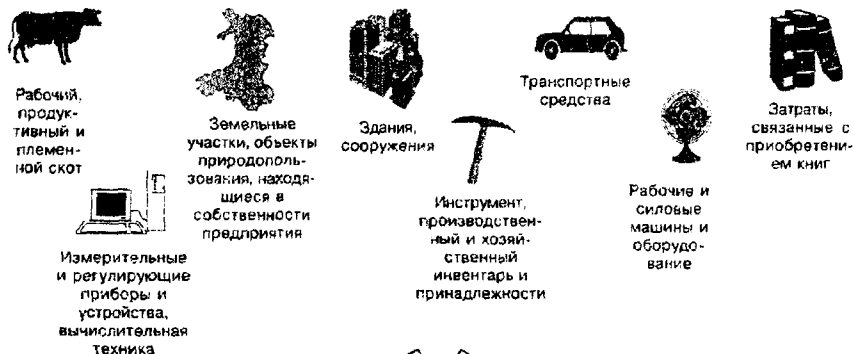 Рабочий,
продук-
тивный и
племен-
ной скот
Земельные
участки, объекты
природополь-
зования, находя-
щиеся в
собственности
предприятия
Здания,
сооружения
Транспортные
средства
Затраты,
связанные с
приобретени-
ем книг
Измерительные
и регулирующие
приборы и
устройства,
вычислительная
техника
Инструмент,
производствен-
ный и хозяй-
ственный
инвентарь и
принадлежности
Рабочие и
силовые
машины и
оборудо-
вание